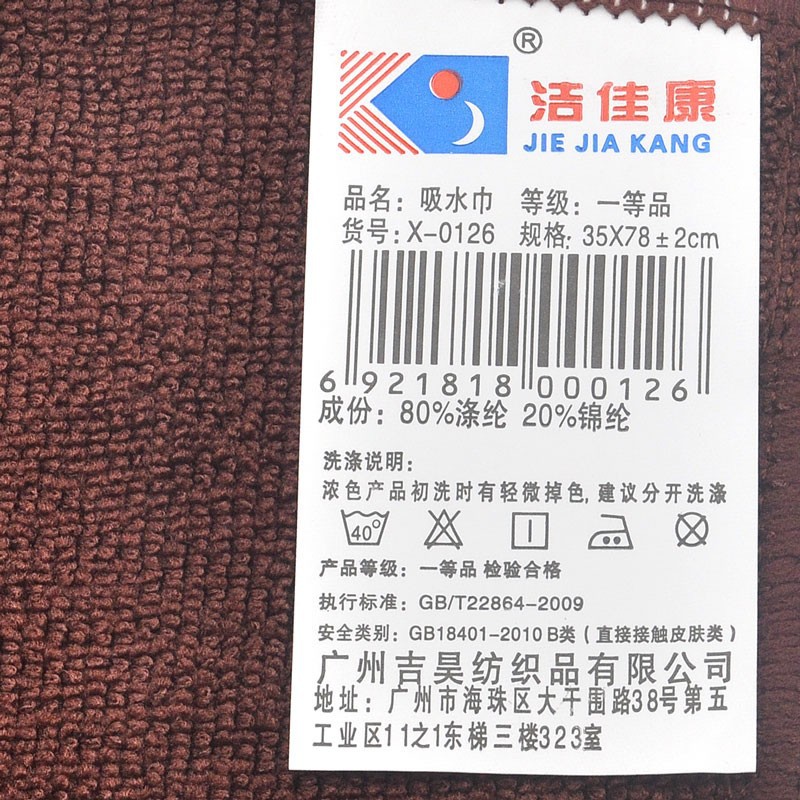 ®
洁佳康
JIE JIA KANG
品名：吸水巾 等级：一等品
货号：X-0126 规格：35X78±2cm
6 921818 000126
成份：80%涤纶 20%锦纶
洗涤说明：
浓色产品初洗时有轻微掉色, 建议分开洗涤
40°
产品等级：一等品 检验合格
执行标准：GB/T22864-2009
安全类别：GB18401-2010 B类（直接接触皮肤类）
广州吉昊纺织品有限公司
地址：广州市海珠区大干围路38号第五
工业区11之1东梯三楼323室